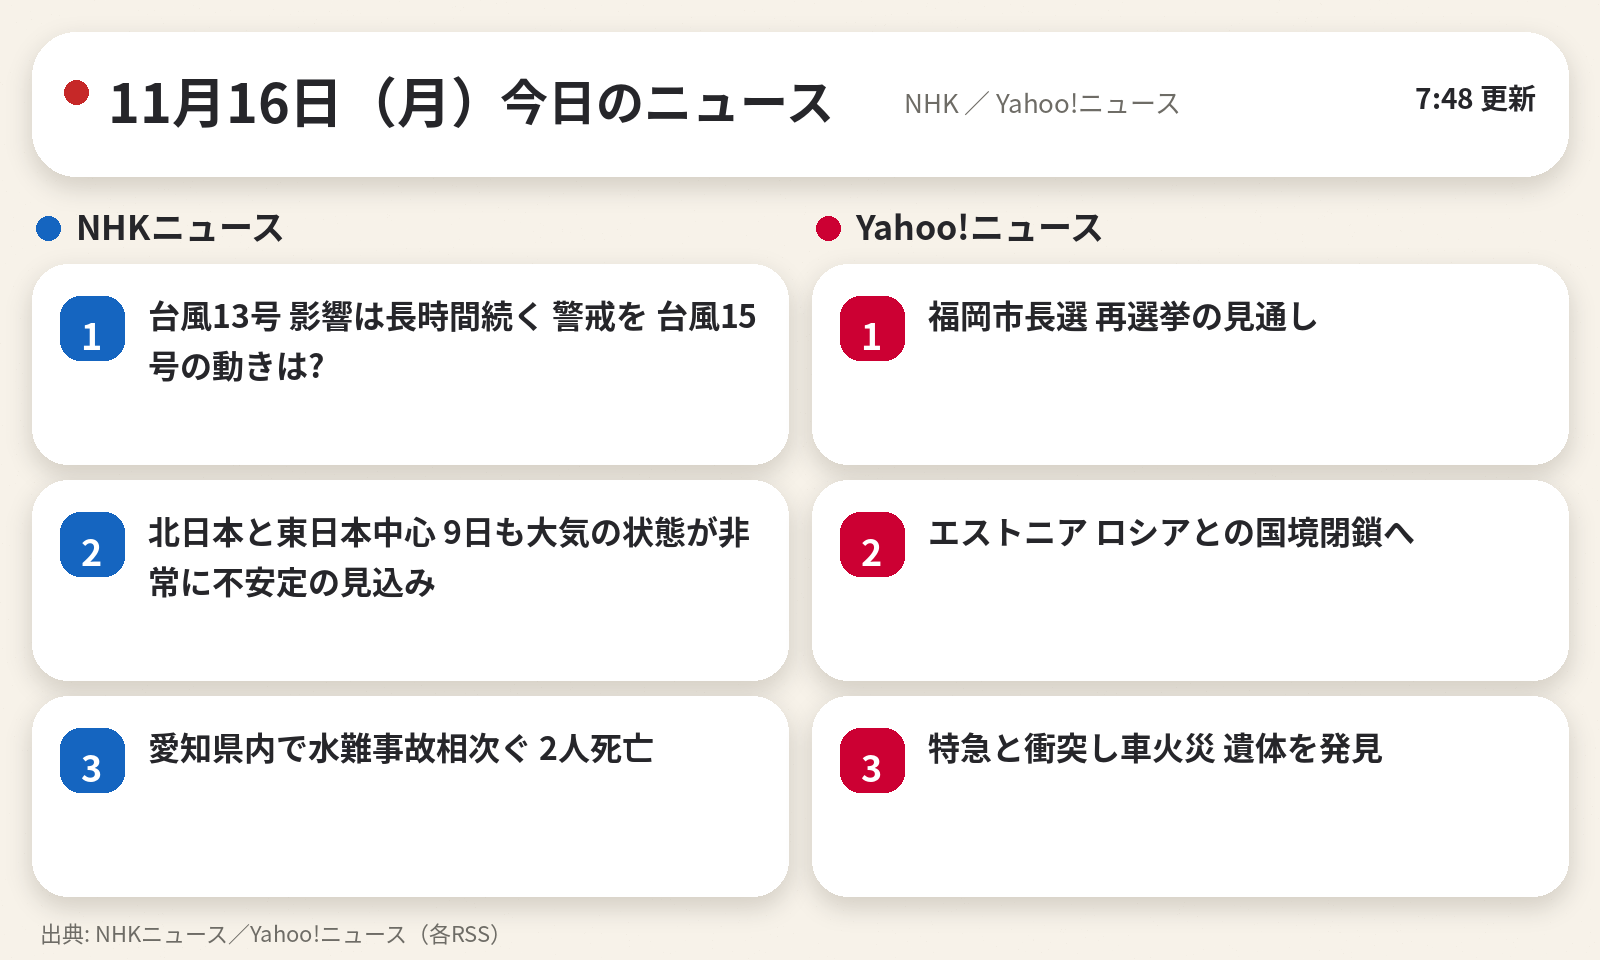 11月16日（月）今日のニュース
NHK ／ Yahoo!ニュース
7:48 更新
NHKニュース
1
台風13号 影響は長時間続く 警戒を 台風15
号の動きは?
2
北日本と東日本中心 9日も大気の状態が非
常に不安定の見込み
3
愛知県内で水難事故相次ぐ 2人死亡
Yahoo!ニュース
1
福岡市長選 再選挙の見通し
2
エストニア ロシアとの国境閉鎖へ
3
特急と衝突し車火災 遺体を発見
出典: NHKニュース／Yahoo!ニュース（各RSS）